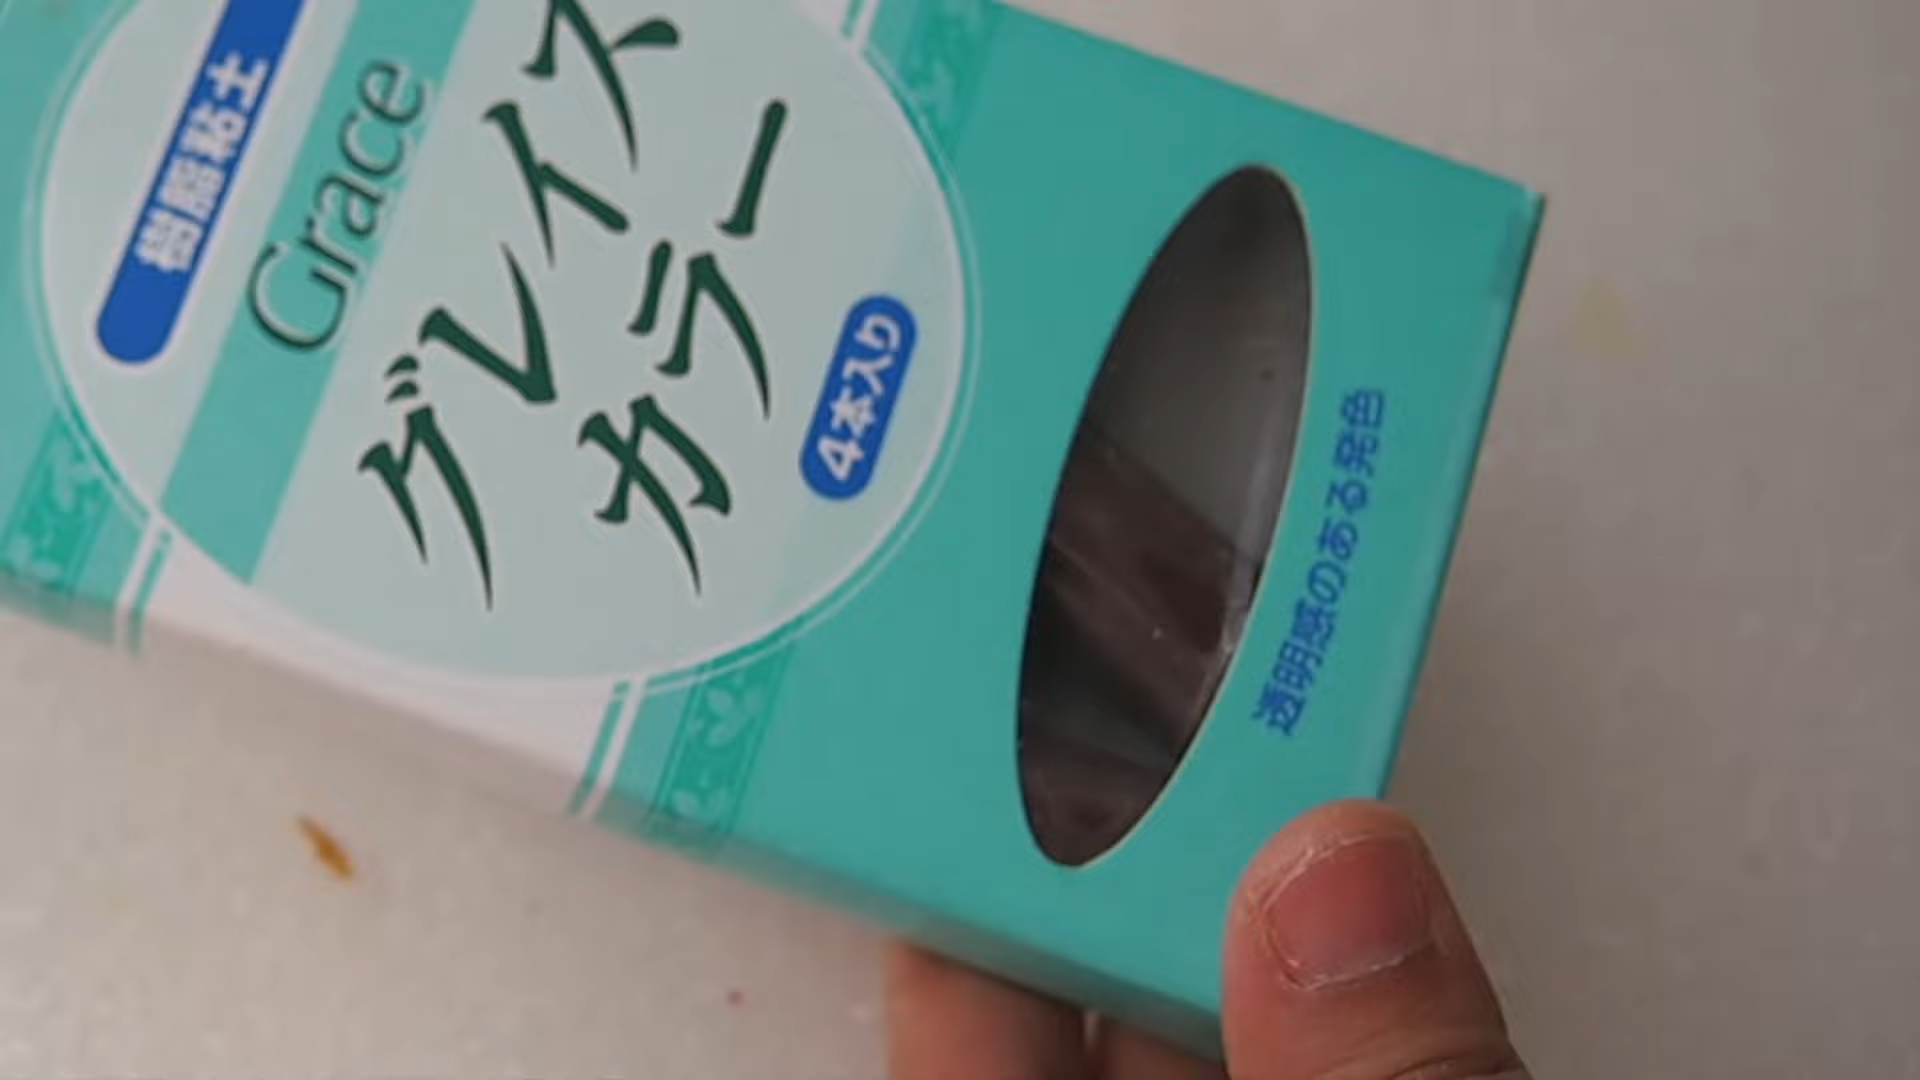 樹脂粘土
Grace
グレイス
カラー
4本入り
透明感のある発色